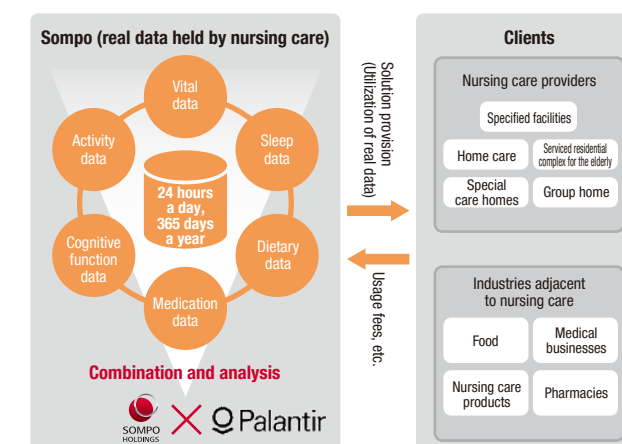 Sompo (real data held by nursing care)
Vital
data
Activity
data
Sleep
data
24 hours
a day,
365 days
a year
Cognitive
function
data
Dietary
data
Medication
data
Combination and analysis
SOMPO
HOLDINGS
Palantir
Solution provision
(Utilization of real data)
Usage fees, etc.
Clients
Nursing care providers
Specified facilities
Home care
Serviced residential
complex for the elderly
Special
care homes
Group home
Industries adjacent
to nursing care
Food
Medical
businesses
Nursing care
products
Pharmacies